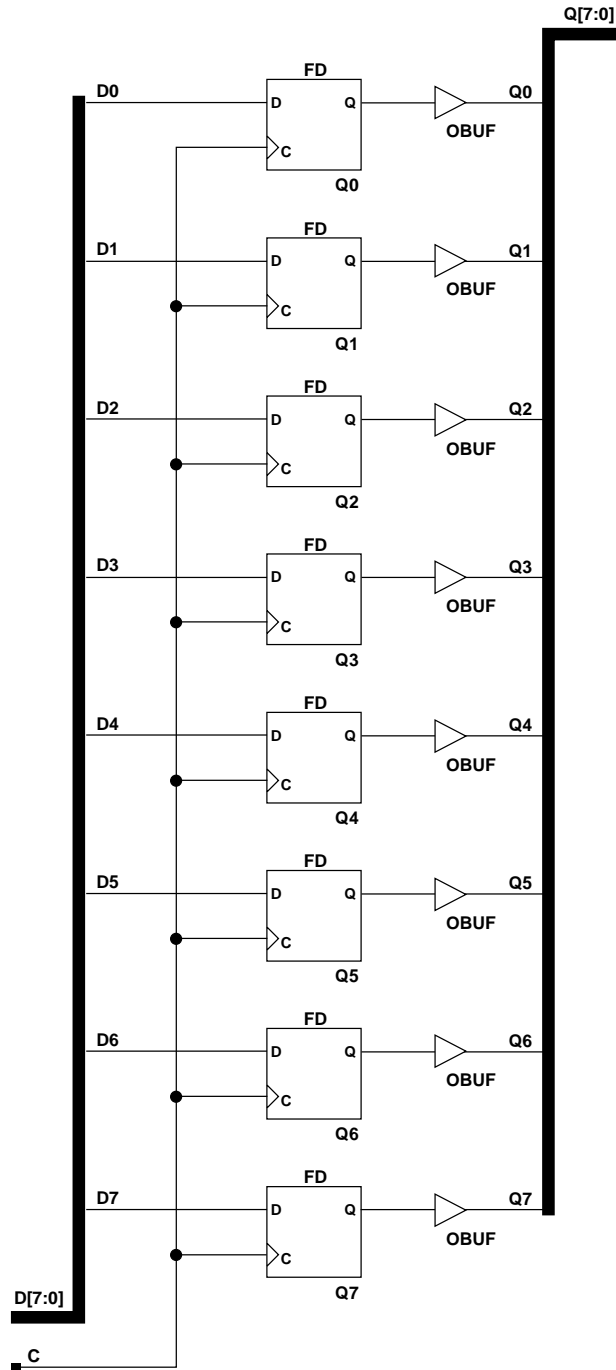 Q[7:0]
FD
D0 D Q Q0
C OBUF
Q0
FD
D1 D Q Q1
C OBUF
Q1
FD
D2 D Q Q2
C OBUF
Q2
FD
D3 D Q Q3
C OBUF
Q3
FD
D4 D Q Q4
C OBUF
Q4
FD
D5 D Q Q5
C OBUF
Q5
FD
D6 D Q Q6
C OBUF
Q6
FD
D7 D Q Q7
C OBUF
Q7
D[7:0]
C